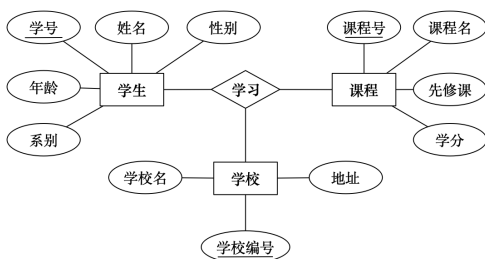 学号
姓名
性别
课程号
课程名
年龄
学生
学习
课程
先修课
系别
学分
学校名
学校
地址
学校编号